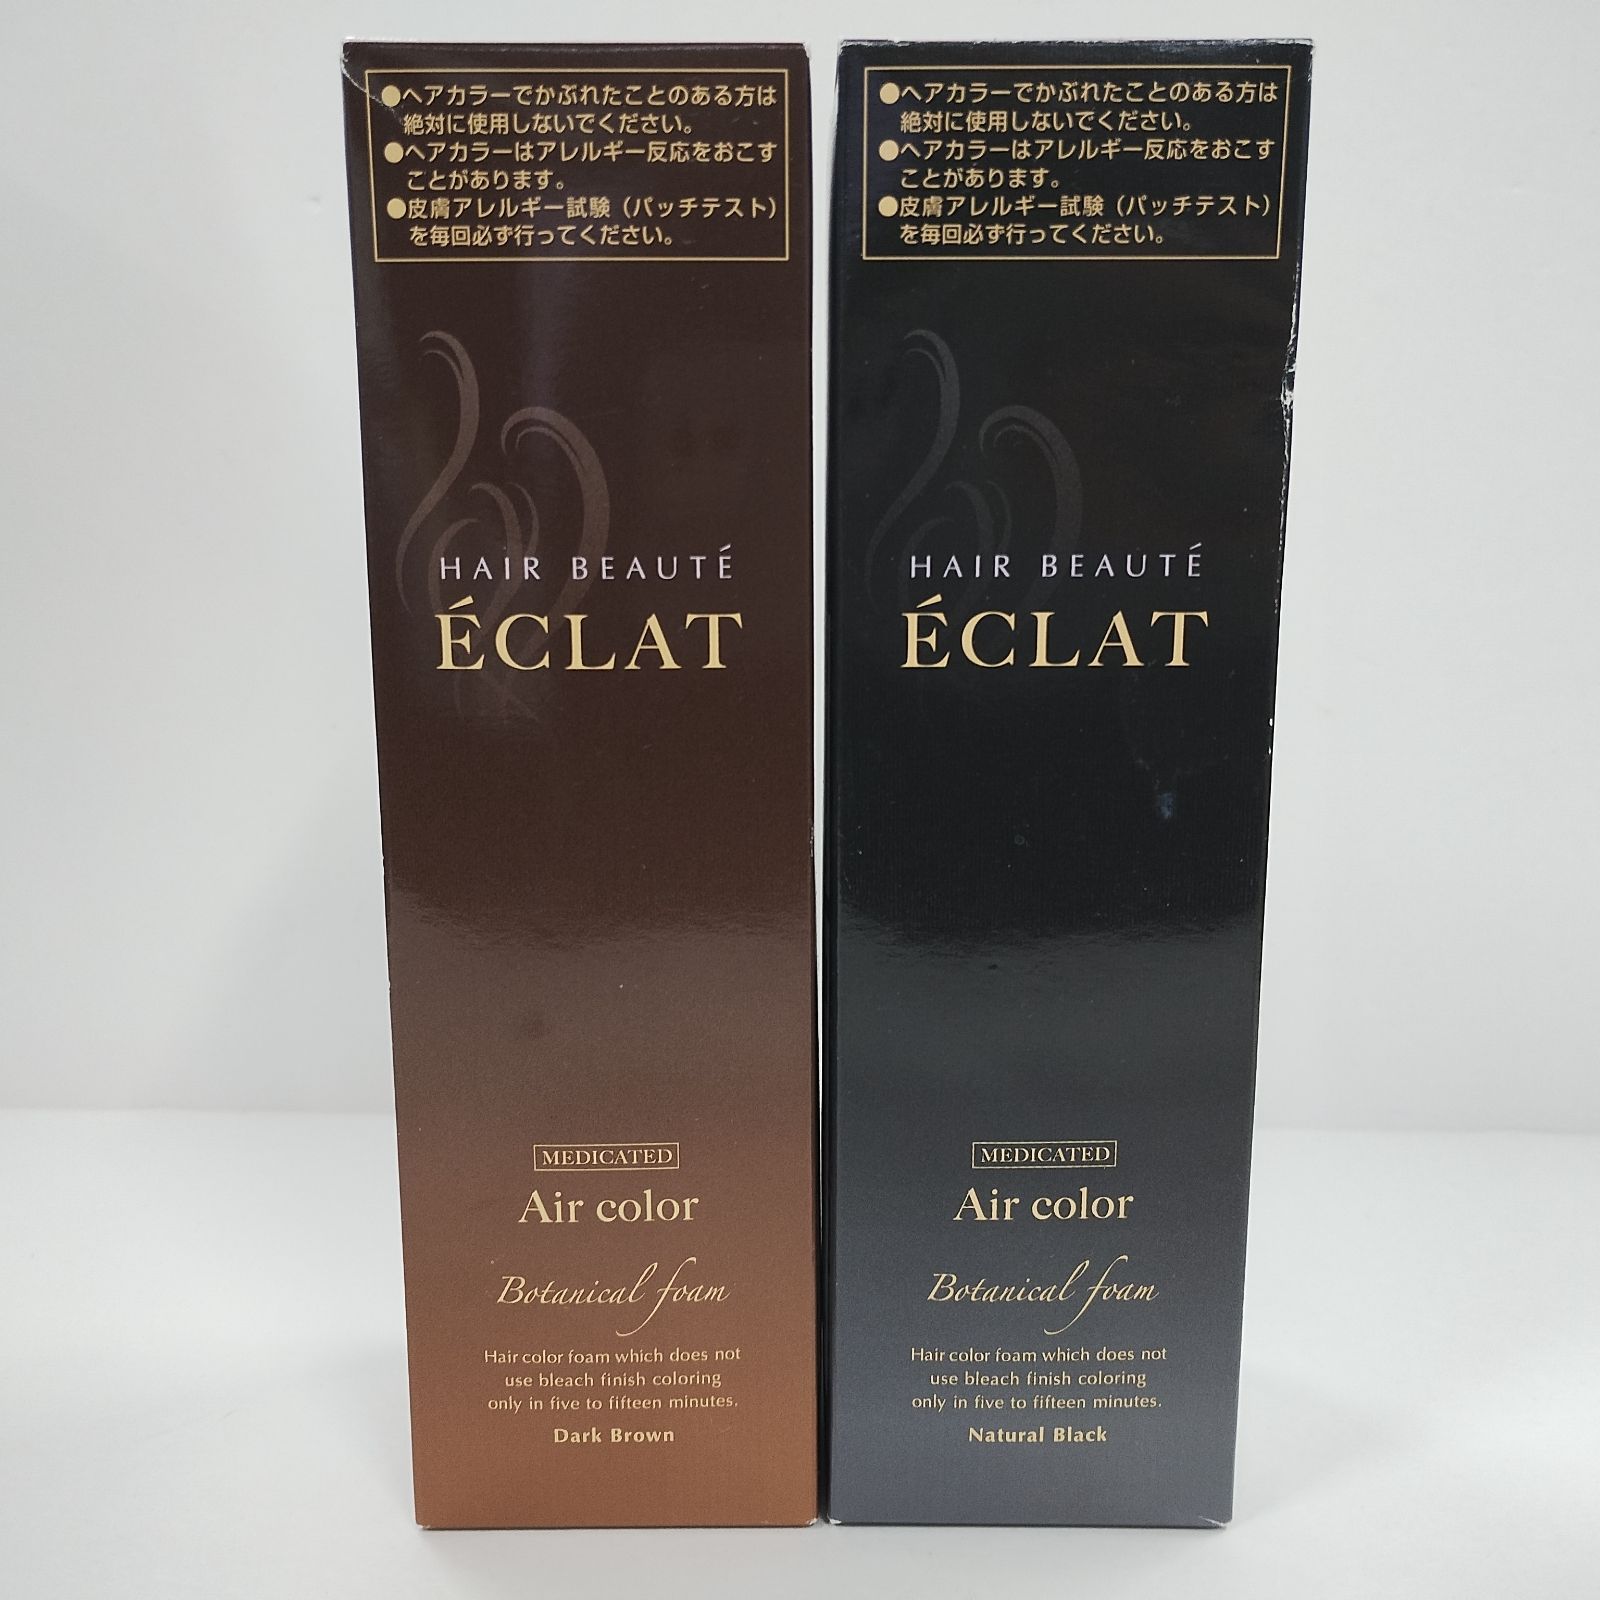 ●ヘアカラーでかぶれたことのある方は
絶対に使用しないでください。
●ヘアカラーはアレルギー反応をおこす
ことがあります。
●皮膚アレルギー試験（パッチテスト）
を毎回必ず行ってください。
HAIR BEAUTÉ
ÉCLAT
MEDICATED
Air color
Botanical foam
Hair color foam which does not
use bleach finish coloring
only in five to fifteen minutes.
Dark Brown
●ヘアカラーでかぶれたことのある方は
絶対に使用しないでください。
●ヘアカラーはアレルギー反応をおこす
ことがあります。
●皮膚アレルギー試験（パッチテスト）
を毎回必ず行ってください。
HAIR BEAUTÉ
ÉCLAT
MEDICATED
Air color
Botanical foam
Hair color foam which does not
use bleach finish coloring
only in five to fifteen minutes.
Natural Black